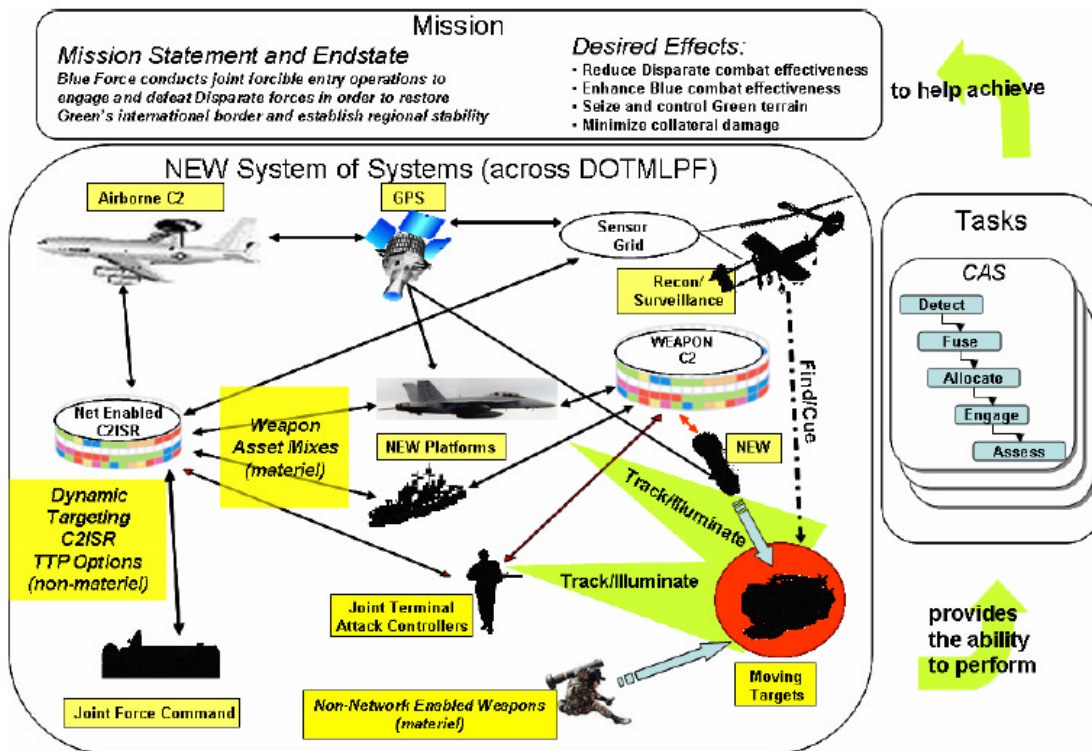 Mission
Mission Statement and Endstate
Blue Force conducts joint forcible entry operations to
engage and defeat Disparate forces in order to restore
Green's international border and establish regional stability
Desired Effects:
• Reduce Disparate combat effectiveness
• Enhance Blue combat effectiveness
• Seize and control Green terrain
• Minimize collateral damage
to help achieve
NEW System of Systems (across DOTMLPF)
Airborne C2
GPS
Sensor
Grid
Recon/
Surveillance
WEAPON
C2
Find/Cue
Net Enabled
C2ISR
Weapon
Asset Mixes
(materiel)
NEW Platforms
NEW
Dynamic
Targeting
C2ISR
TTP Options
(non-materiel)
Track/Illuminate
Track/Illuminate
Joint Terminal
Attack Controllers
Moving
Targets
Joint Force Command
Non-Network Enabled Weapons
(materiel)
Tasks
CAS
Detect
Fuse
Allocate
Engage
Assess
provides
the ability
to perform